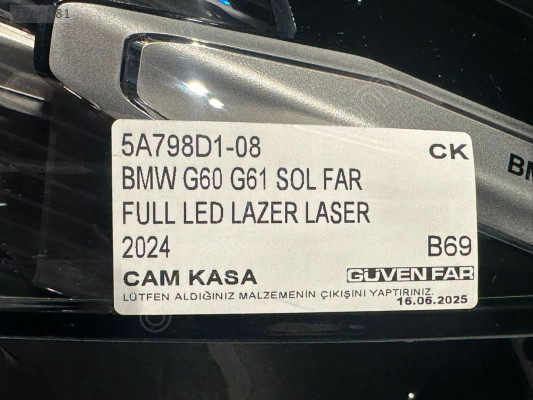 5A798D1-08 CK
BMW G60 G61 SOL FAR
FULL LED LAZER LASER
2024 B69
CAM KASA GÜVEN FAR
LÜTFEN ALDIĞINIZ MALZEMENİN ÇIKIŞINI YAPTIRINIZ.
16.06.2025
BM